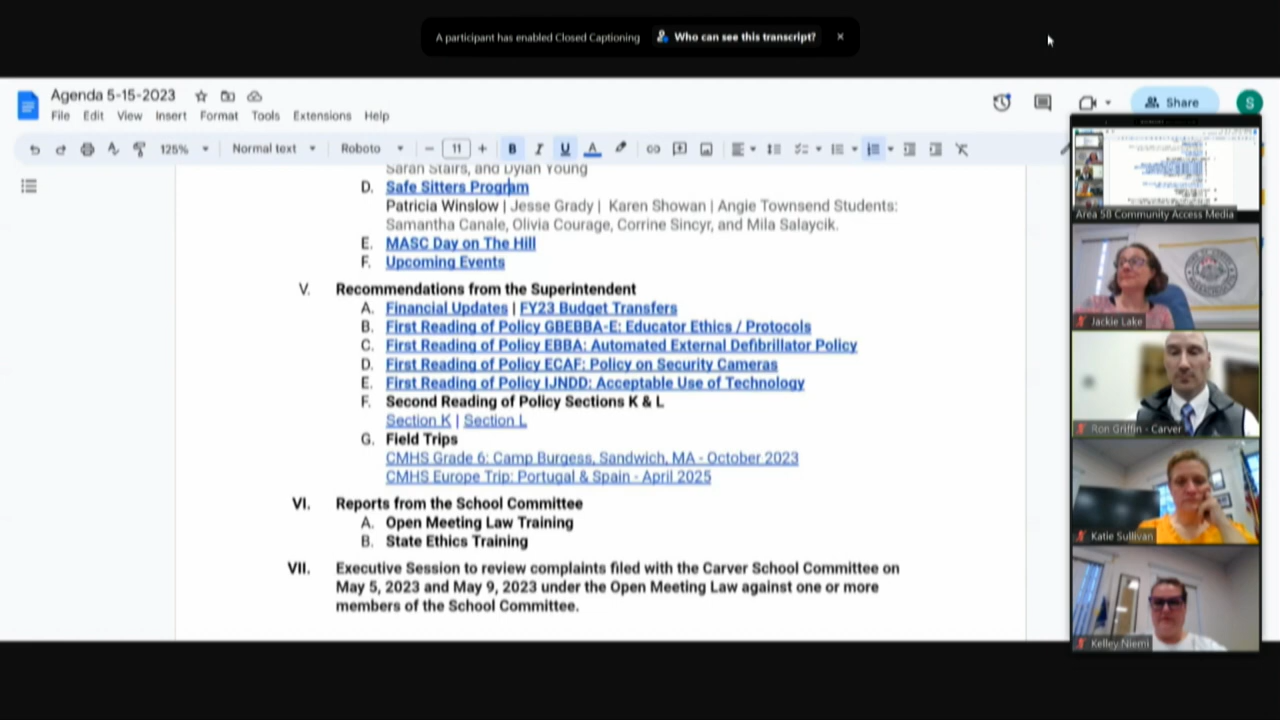 A participant has enabled Closed Captioning Who can see this transcript? ×
Agenda 5-15-2023
File Edit View Insert Format Tools Extensions Help
Share
S
125% Normal text Roboto − 11 + B I U A
Saran Stairs, and Dylan Young
D. Safe Sitters Program
Patricia Winslow | Jesse Grady | Karen Showan | Angie Townsend Students:
Samantha Canale, Olivia Courage, Corrine Sincyr, and Mila Salaycik.
E. MASC Day on The Hill
F. Upcoming Events
V. Recommendations from the Superintendent
A. Financial Updates | FY23 Budget Transfers
B. First Reading of Policy GBEBBA-E: Educator Ethics / Protocols
C. First Reading of Policy EBBA: Automated External Defibrillator Policy
D. First Reading of Policy ECAF: Policy on Security Cameras
E. First Reading of Policy IJNDD: Acceptable Use of Technology
F. Second Reading of Policy Sections K & L
Section K | Section L
G. Field Trips
CMHS Grade 6: Camp Burgess, Sandwich, MA - October 2023
CMHS Europe Trip: Portugal & Spain - April 2025
VI. Reports from the School Committee
A. Open Meeting Law Training
B. State Ethics Training
VII. Executive Session to review complaints filed with the Carver School Committee on
May 5, 2023 and May 9, 2023 under the Open Meeting Law against one or more
members of the School Committee.
Area 58 Community Access Media
Jackie Lake
Ron Griffin - Carver
Katie Sullivan
Kelley Niemi